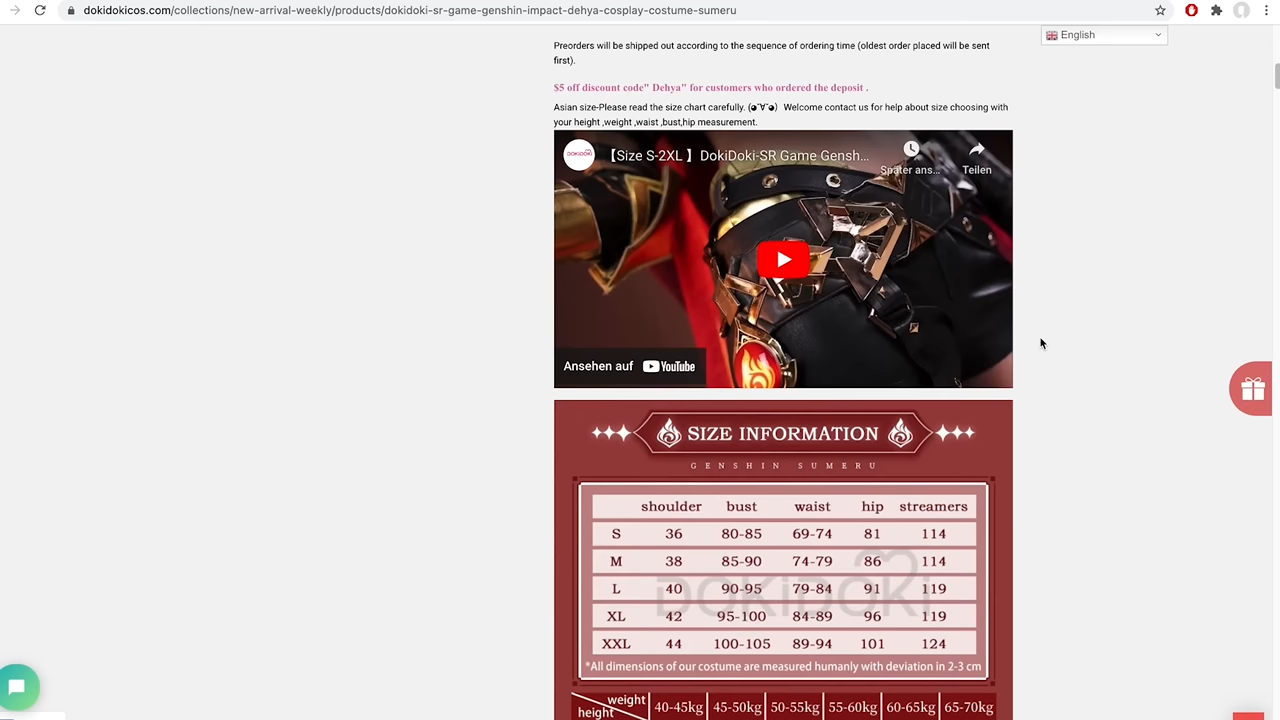 dokidokicos.com/collections/new-arrival-weekly/products/dokidoki-sr-game-genshin-impact-dehya-cosplay-costume-sumeru
English
Preorders will be shipped out according to the sequence of ordering time (oldest order placed will be sent
first).
$5 off discount code" Dehya" for customers who ordered the deposit .
Asian size-Please read the size chart carefully. (◕ˇ∀ˇ◕) Welcome contact us for help about size choosing with
your height ,weight ,waist ,bust,hip measurement.
DOKIDOKI
【Size S-2XL 】DokiDoki-SR Game Gensh...
Später ans...
Teilen
Ansehen auf YouTube
SIZE INFORMATION
GENSHIN SUMERU
shoulder bust waist hip streamers
S 36 80-85 69-74 81 114
M 38 85-90 74-79 86 114
L 40 90-95 79-84 91 119
XL 42 95-100 84-89 96 119
XXL 44 100-105 89-94 101 124
DOKiDOKi
*All dimensions of our costume are measured humanly with deviation in 2-3 cm
weight 40-45kg 45-50kg 50-55kg 55-60kg 60-65kg 65-70kg
height